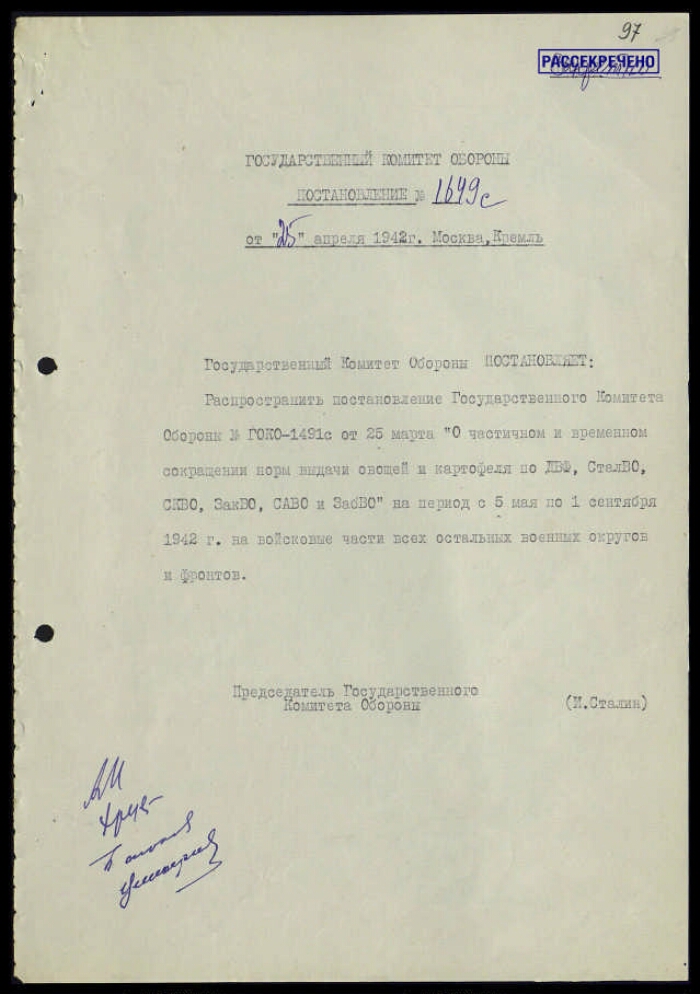 97
РАССЕКРЕЧЕНО
ГОСУДАРСТВЕННЫЙ КОМИТЕТ ОБОРОНЫ
ПОСТАНОВЛЕНИЕ № 1649с
от "25" апреля 1942г. Москва,Кремль
Государственный Комитет Обороны ПОСТАНОВЛЯЕТ:
Распространить постановление Государственного Комитета
Обороны № ГОКО-1491с от 25 марта "О частичном и временном
сокращении норм выдачи овощей и картофеля по ДВФ, СталВО,
СКВО, ЗакВО, САВО и ЗабВО" на период с 5 мая по 1 сентября
1942 г. на войсковые части всех остальных военных округов
и фронтов.
Председатель Государственного
Комитета Обороны (И.Сталин)